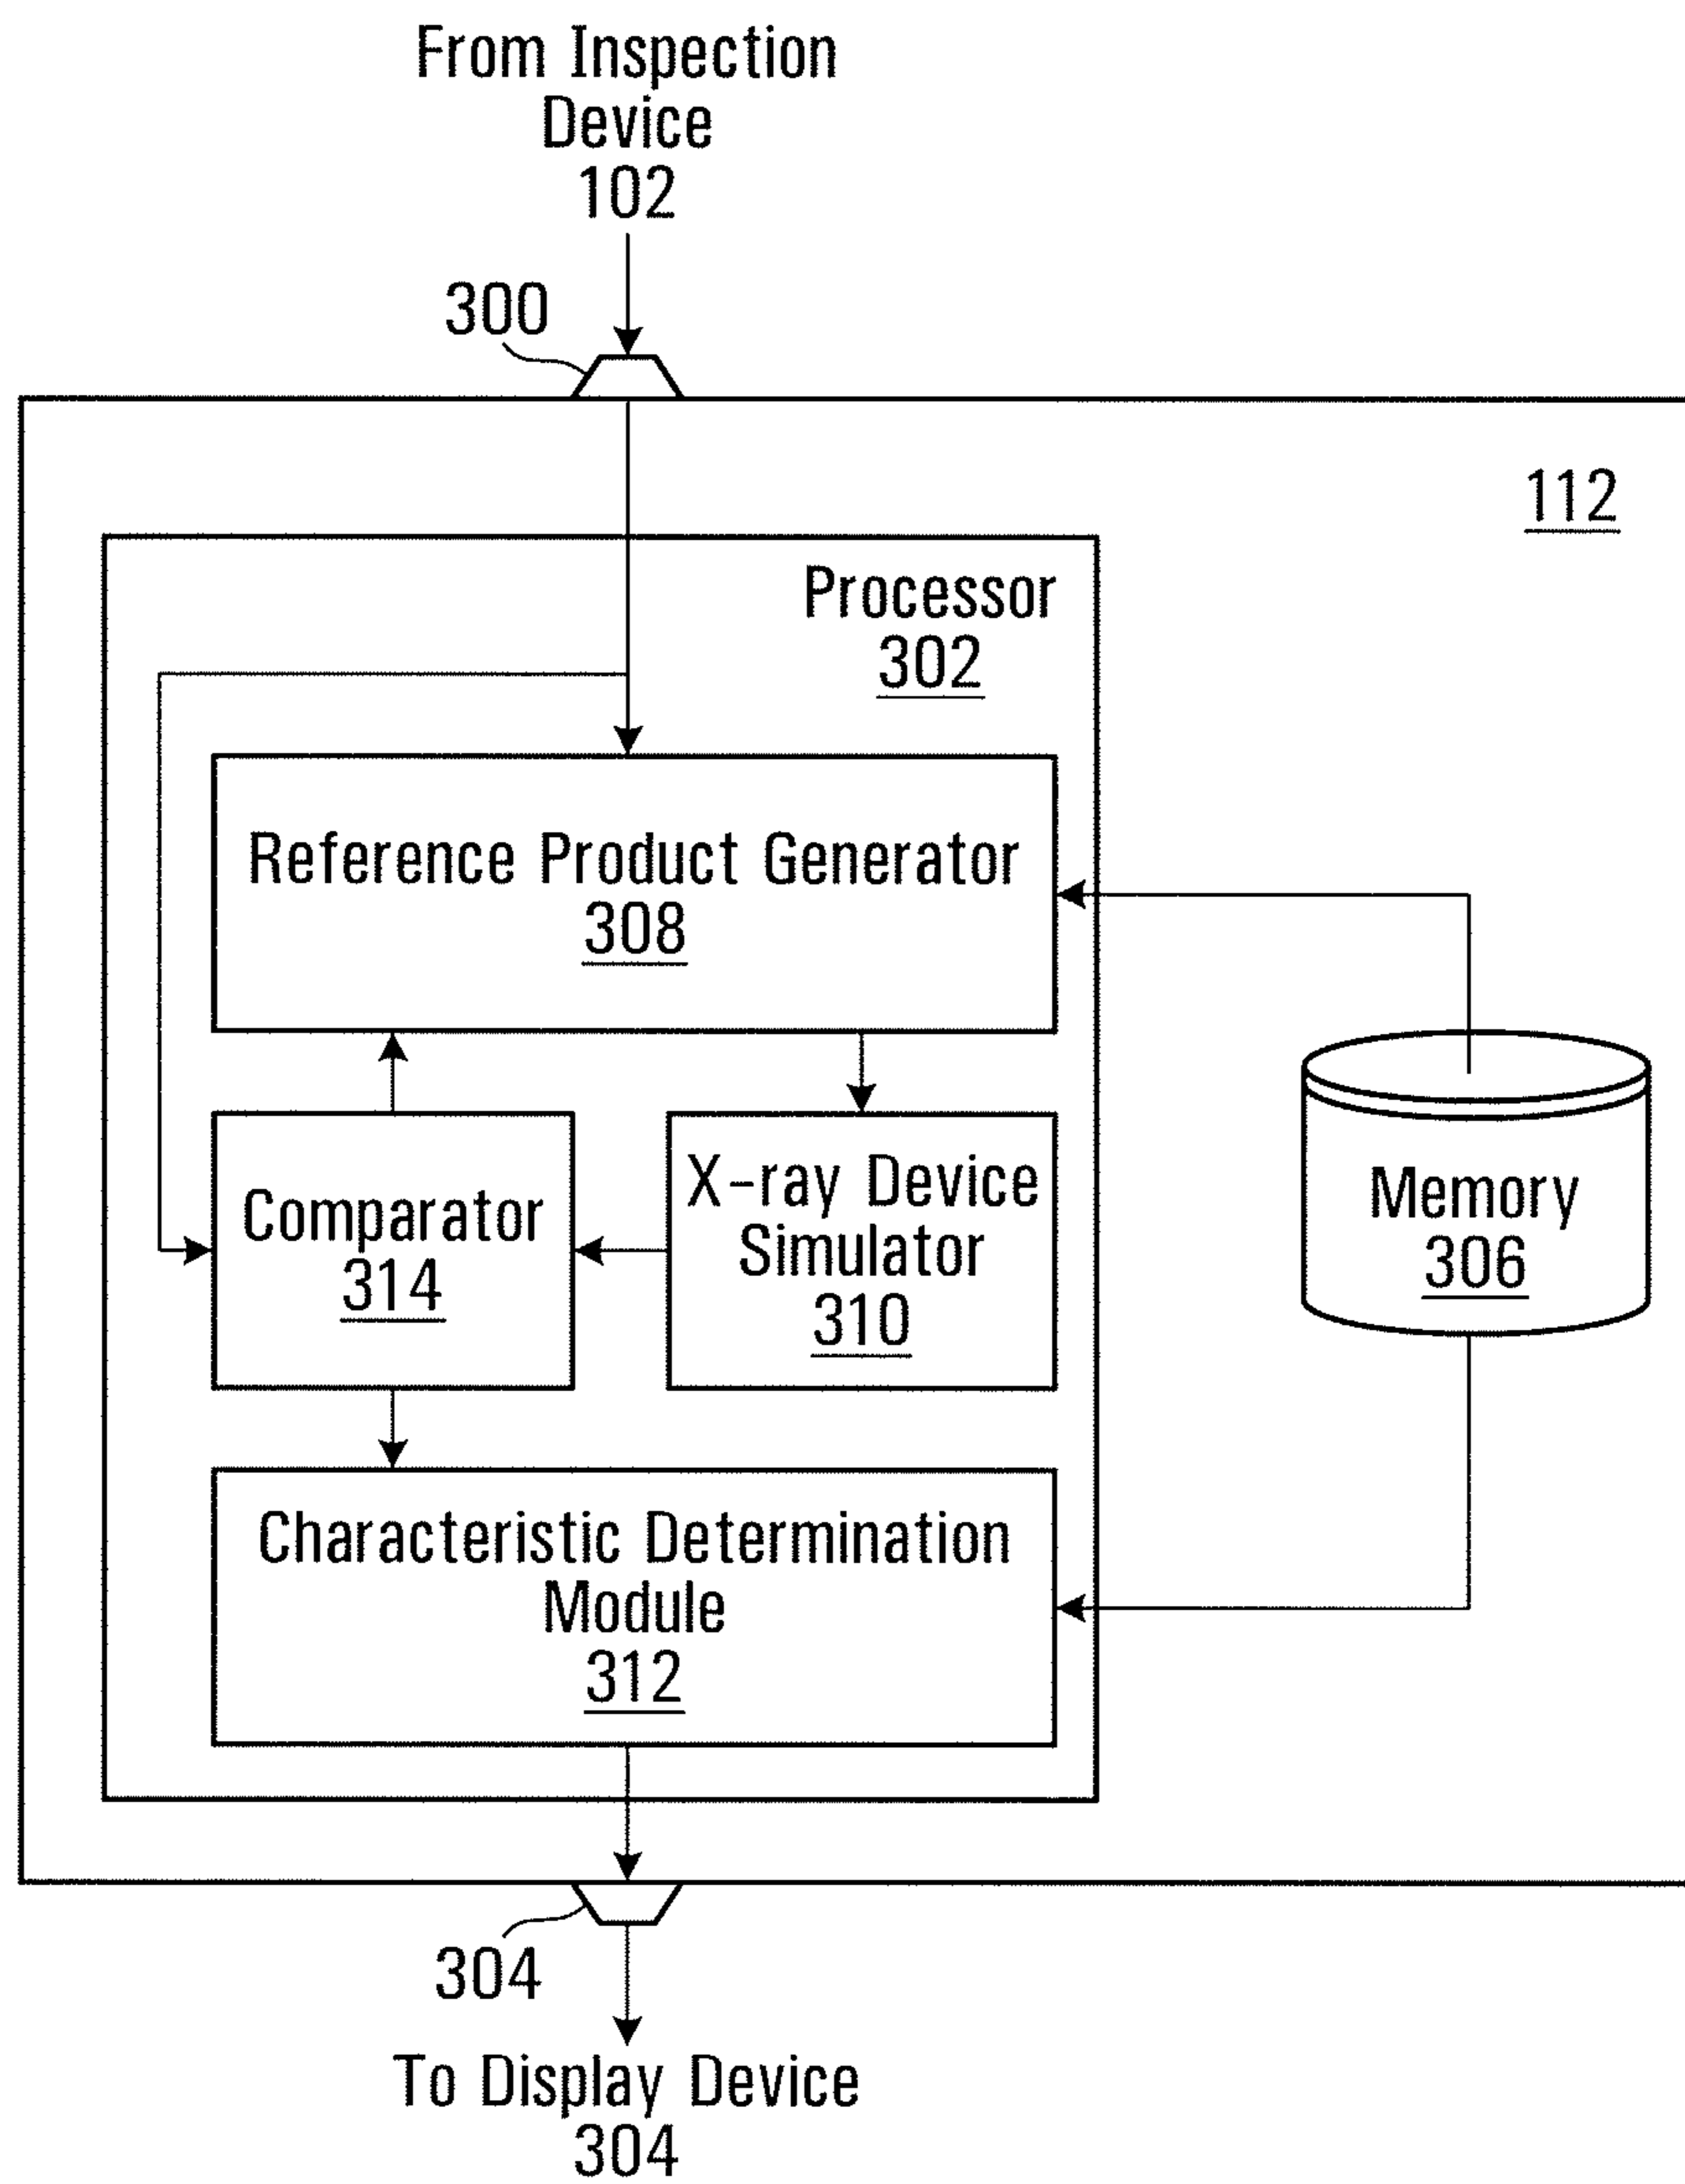 From Inspection
Device
102
300
112
Processor
302
Reference Product Generator
308
Comparator
314
X-ray Device
Simulator
310
Memory
306
Characteristic Determination
Module
312
304
To Display Device
304